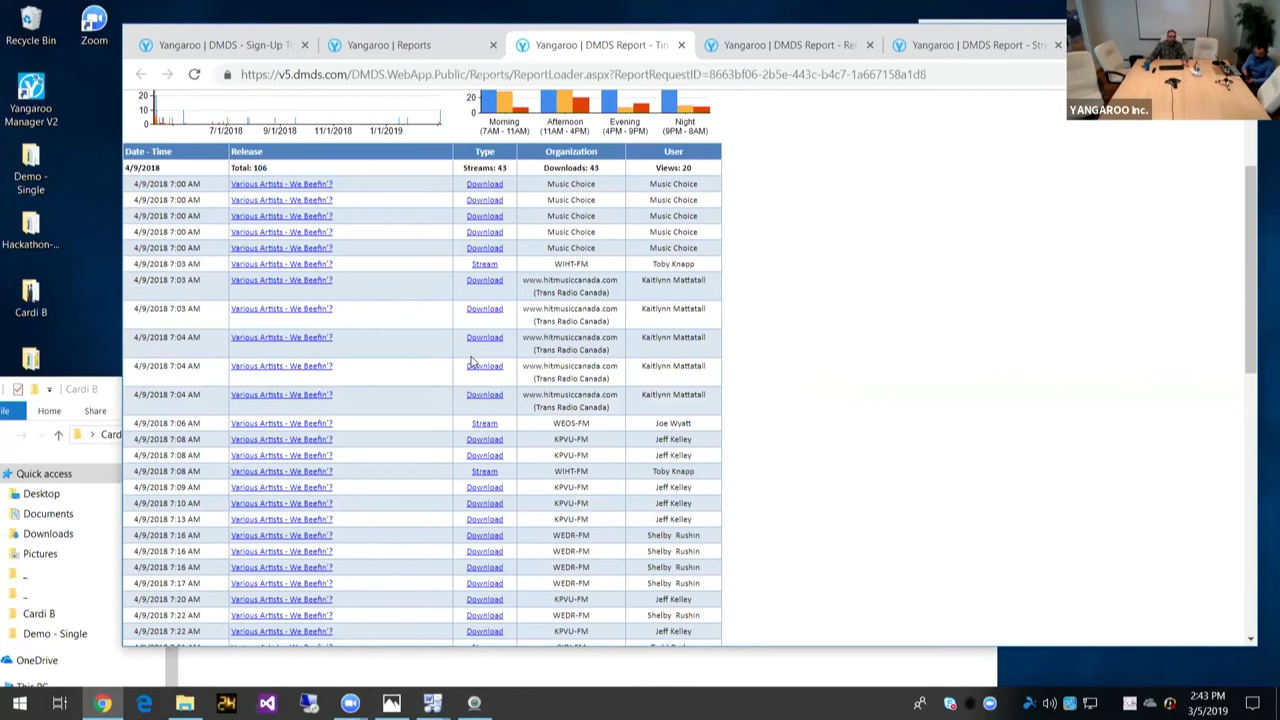 Recycle Bin
Zoom
Yangaroo
Manager V2
Demo -
Single
Hackathon-...
Cardi B
Yangaroo | DMDS - Sign-Up T
Yangaroo | Reports
Yangaroo | DMDS Report - Tim
Yangaroo | DMDS Report - Rel
Yangaroo | DMDS Report - Str
https://v5.dmds.com/DMDS.WebApp.Public/Reports/ReportLoader.aspx?ReportRequestID=8663bf06-2b5e-443c-b4c7-1a667158a1d8
YANGAROO Inc.
20
10
0
7/1/2018 9/1/2018 11/1/2018 1/1/2019
20
0
Morning Afternoon Evening Night
(7AM - 11AM) (11AM - 4PM) (4PM - 9PM) (9PM - 8AM)
Date - Time Release Type Organization User
4/9/2018 Total: 106 Streams: 43 Downloads: 43 Views: 20
4/9/2018 7:00 AM Various Artists - We Beefin'? Download Music Choice Music Choice
4/9/2018 7:00 AM Various Artists - We Beefin'? Download Music Choice Music Choice
4/9/2018 7:00 AM Various Artists - We Beefin'? Download Music Choice Music Choice
4/9/2018 7:00 AM Various Artists - We Beefin'? Download Music Choice Music Choice
4/9/2018 7:00 AM Various Artists - We Beefin'? Download Music Choice Music Choice
4/9/2018 7:03 AM Various Artists - We Beefin'? Stream WIHT-FM Toby Knapp
4/9/2018 7:03 AM Various Artists - We Beefin'? Download www.hitmusiccanada.com Kaitlynn Mattatall
(Trans Radio Canada)
4/9/2018 7:03 AM Various Artists - We Beefin'? Download www.hitmusiccanada.com Kaitlynn Mattatall
(Trans Radio Canada)
4/9/2018 7:04 AM Various Artists - We Beefin'? Download www.hitmusiccanada.com Kaitlynn Mattatall
(Trans Radio Canada)
4/9/2018 7:04 AM Various Artists - We Beefin'? Download www.hitmusiccanada.com Kaitlynn Mattatall
(Trans Radio Canada)
4/9/2018 7:04 AM Various Artists - We Beefin'? Download www.hitmusiccanada.com Kaitlynn Mattatall
(Trans Radio Canada)
4/9/2018 7:06 AM Various Artists - We Beefin'? Stream WEOS-FM Joe Wyatt
4/9/2018 7:08 AM Various Artists - We Beefin'? Download KPVU-FM Jeff Kelley
4/9/2018 7:08 AM Various Artists - We Beefin'? Download KPVU-FM Jeff Kelley
4/9/2018 7:08 AM Various Artists - We Beefin'? Stream WIHT-FM Toby Knapp
4/9/2018 7:09 AM Various Artists - We Beefin'? Download KPVU-FM Jeff Kelley
4/9/2018 7:10 AM Various Artists - We Beefin'? Download KPVU-FM Jeff Kelley
4/9/2018 7:13 AM Various Artists - We Beefin'? Download KPVU-FM Jeff Kelley
4/9/2018 7:16 AM Various Artists - We Beefin'? Download WEDR-FM Shelby Rushin
4/9/2018 7:16 AM Various Artists - We Beefin'? Download WEDR-FM Shelby Rushin
4/9/2018 7:16 AM Various Artists - We Beefin'? Download WEDR-FM Shelby Rushin
4/9/2018 7:17 AM Various Artists - We Beefin'? Download WEDR-FM Shelby Rushin
4/9/2018 7:20 AM Various Artists - We Beefin'? Download KPVU-FM Jeff Kelley
4/9/2018 7:22 AM Various Artists - We Beefin'? Download WEDR-FM Shelby Rushin
4/9/2018 7:22 AM Various Artists - We Beefin'? Download KPVU-FM Jeff Kelley
Cardi B
ile Home Share
Card
Quick access
Desktop
Documents
Downloads
Pictures
_
_
Cardi B
Demo - Single
OneDrive
2:43 PM
3/5/2019